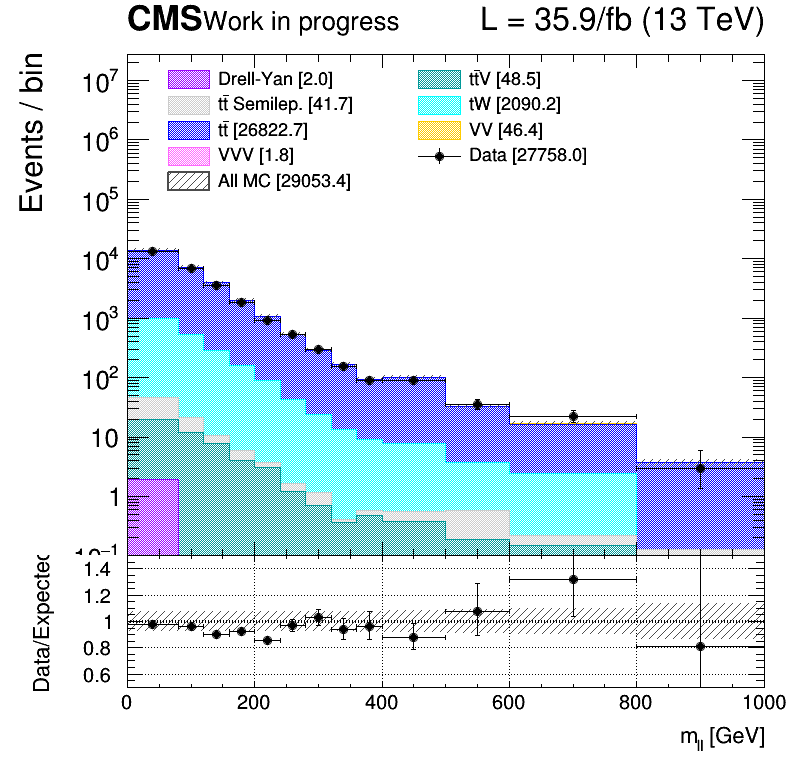 CMS Work in progress L = 35.9/fb (13 TeV)
Events / bin
Drell-Yan [2.0] tt̄V [48.5]
tt̄ Semilep. [41.7] tW [2090.2]
tt̄ [26822.7] VV [46.4]
VVV [1.8] Data [27758.0]
All MC [29053.4]
10⁷
10⁶
10⁵
10⁴
10³
10²
10
1
10⁻¹
Data/Expected
1.4
1.2
1
0.8
0.6
0 200 400 600 800 1000
m_ll [GeV]